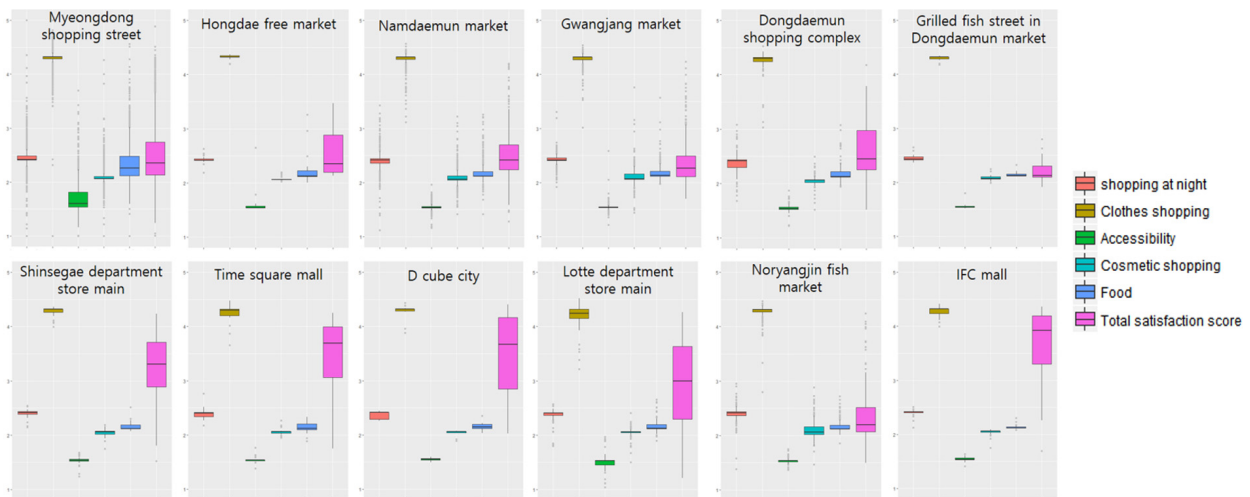 Myeongdong
shopping street
Hongdae free market
Namdaemun market
Gwangjang market
Dongdaemun
shopping complex
Grilled fish street in
Dongdaemun market
shopping at night
Clothes shopping
Accessibility
Cosmetic shopping
Food
Total satisfaction score
Shinsegae department
store main
Time square mall
D cube city
Lotte department
store main
Noryangjin fish
market
IFC mall